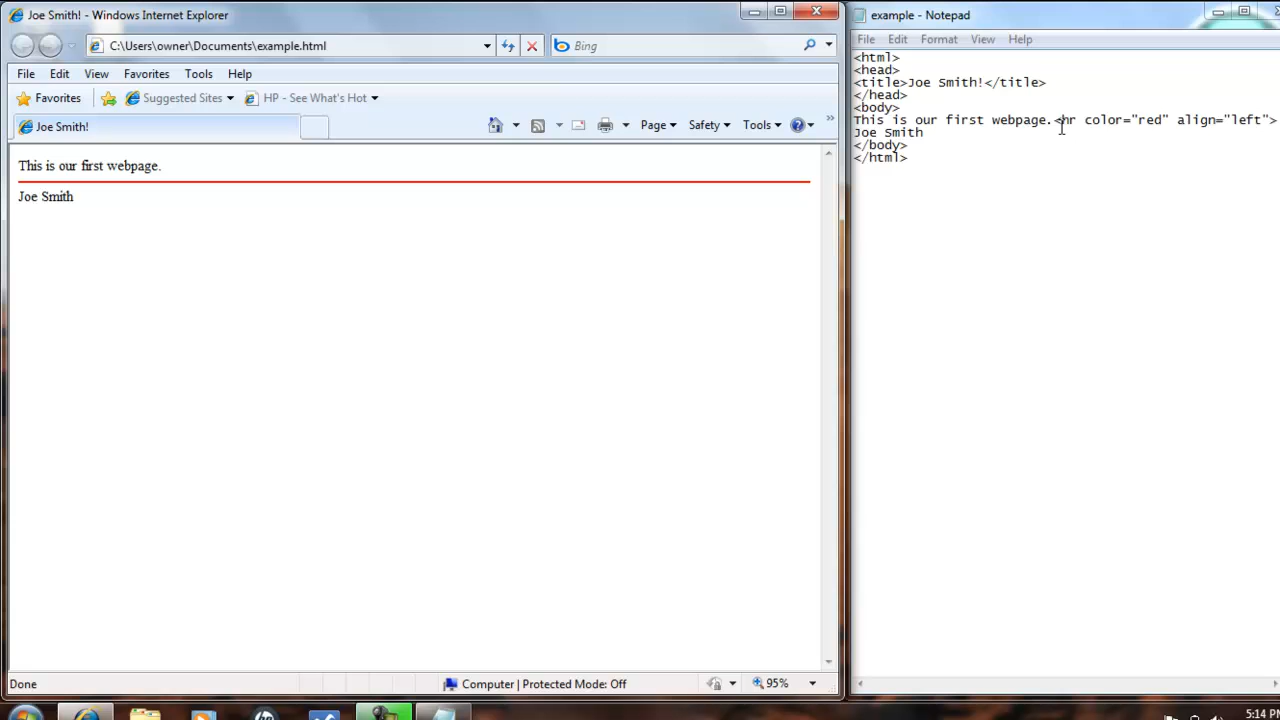 Joe Smith! - Windows Internet Explorer
C:\Users\riwner\Documents\example.html
Bing
File Edit View Favorites Tools Help
Favorites Suggested Sites HP - See What's Hot
Joe Smith!
Page Safety Tools
This is our first webpage.
Joe Smith
Done
Computer | Protected Mode: Off
95%
example - Notepad
File Edit Format View Help
<html>
<head>
<title>Joe Smith!</title>
</head>
<body>
This is our first webpage.<hr color="red" align="left">
Joe Smith
</body>
</html>
hp
5:14 PM